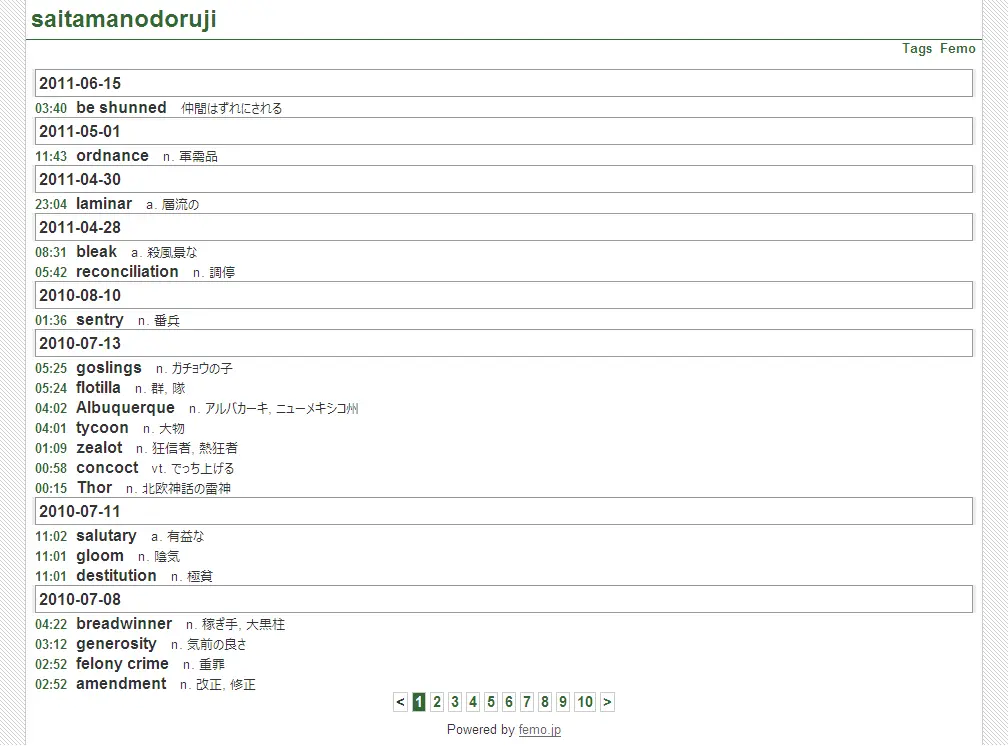 saitamanodoruji
Tags Femo
2011-06-15
03:40 be shunned 仲間はずれにされる
2011-05-01
11:43 ordnance n. 軍需品
2011-04-30
23:04 laminar a. 層流の
2011-04-28
08:31 bleak a. 殺風景な
05:42 reconciliation n. 調停
2010-08-10
01:36 sentry n. 番兵
2010-07-13
05:25 goslings n. ガチョウの子
05:24 flotilla n. 群, 隊
04:02 Albuquerque n. アルバカーキ, ニューメキシコ州
04:01 tycoon n. 大物
01:09 zealot n. 狂信者, 熱狂者
00:58 concoct vt. でっち上げる
00:15 Thor n. 北欧神話の雷神
2010-07-11
11:02 salutary a. 有益な
11:01 gloom n. 陰気
11:01 destitution n. 極貧
2010-07-08
04:22 breadwinner n. 稼ぎ手, 大黒柱
03:12 generosity n. 気前の良さ
02:52 felony crime n. 重罪
02:52 amendment n. 改正, 修正
< 1 2 3 4 5 6 7 8 9 10 >
Powered by femo.jp